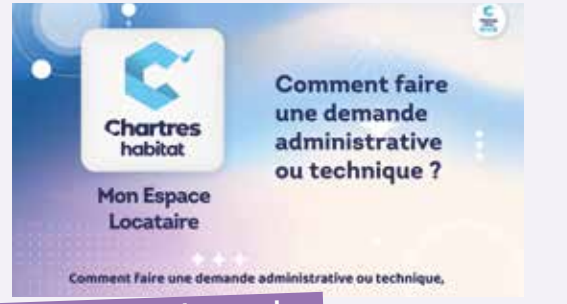 Chartres
habitat
Mon Espace
Locataire
Comment faire
une demande
administrative
ou technique ?
Comment faire une demande administrative ou technique,